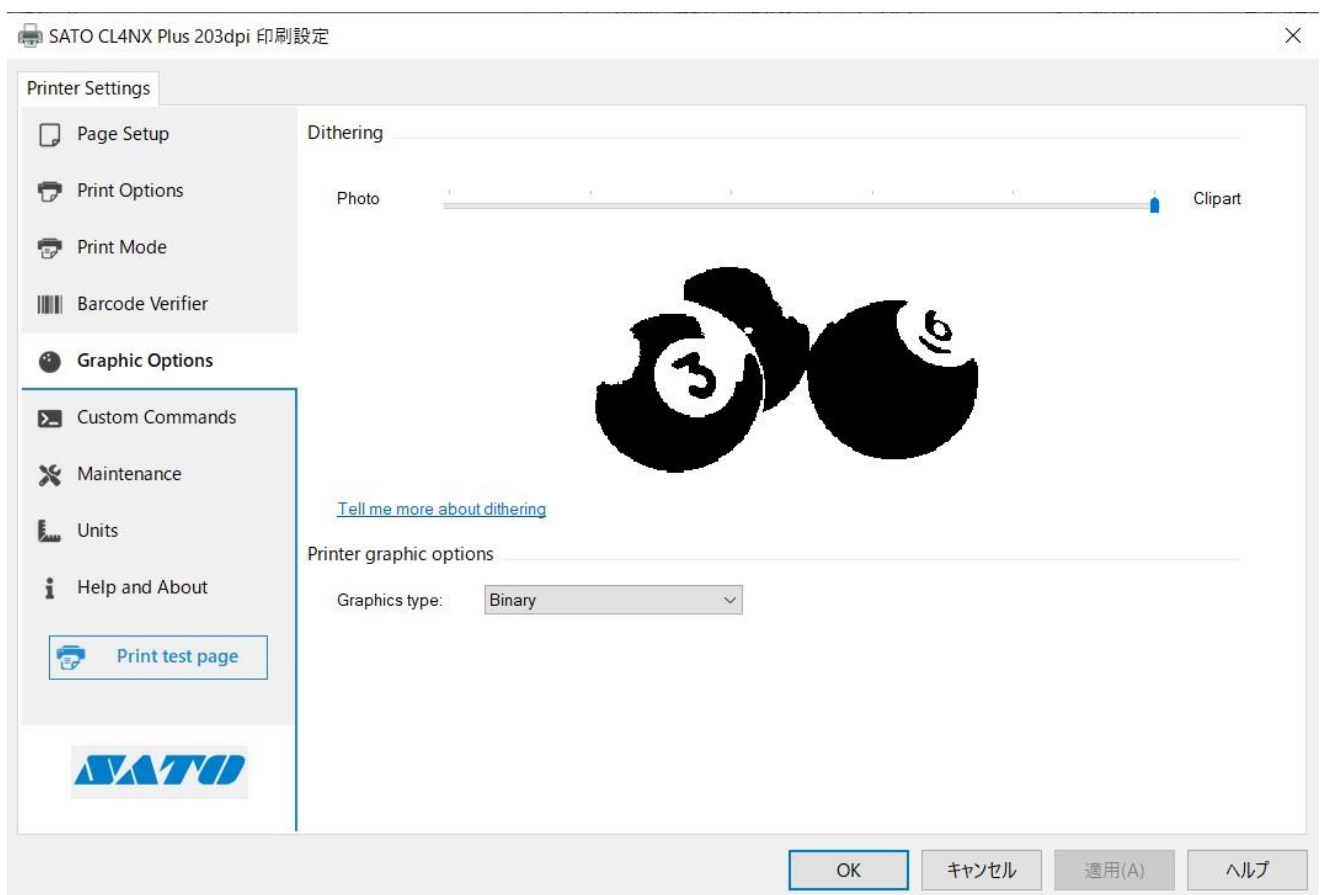 SATO CL4NX Plus 203dpi 印刷設定
Printer Settings
Page Setup
Print Options
Print Mode
Barcode Verifier
Graphic Options
Custom Commands
Maintenance
Units
Help and About
Print test page
SATO
Dithering
Photo
Clipart
3
6
Tell me more about dithering
Printer graphic options
Graphics type: Binary
OK
キャンセル
適用(A)
ヘルプ